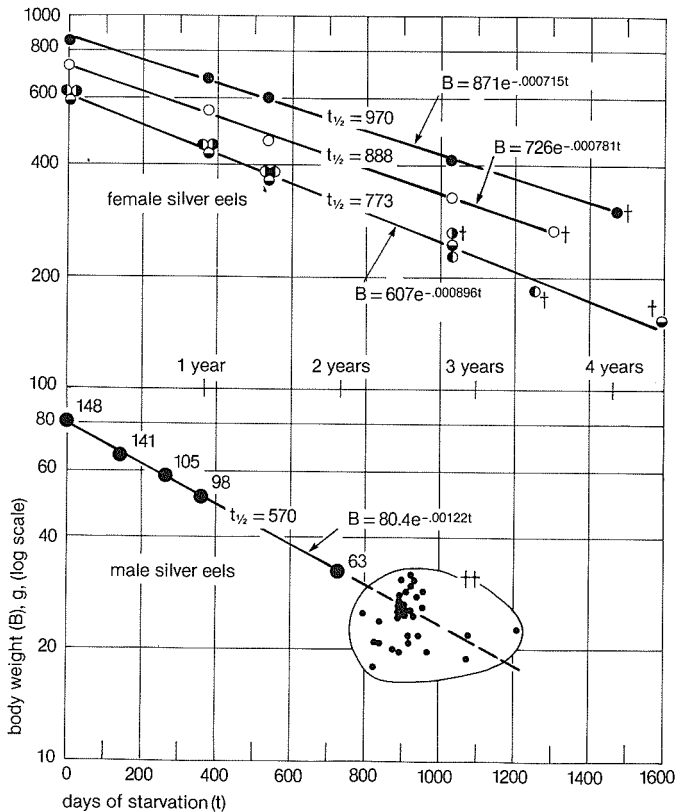 1000
800
600
400
200
100
80
60
40
20
10
body weight (B), g, (log scale)
B = 871e-.000715t
t½ = 970
B = 726e-.000781t
t½ = 888
female silver eels
t½ = 773
†
†
†
†
†
B = 607e-.000896t
1 year
2 years
3 years
4 years
148
141
105
98
t½ = 570
B = 80.4e-.00122t
63
††
male silver eels
0 200 400 600 800 1000 1200 1400 1600
days of starvation (t)